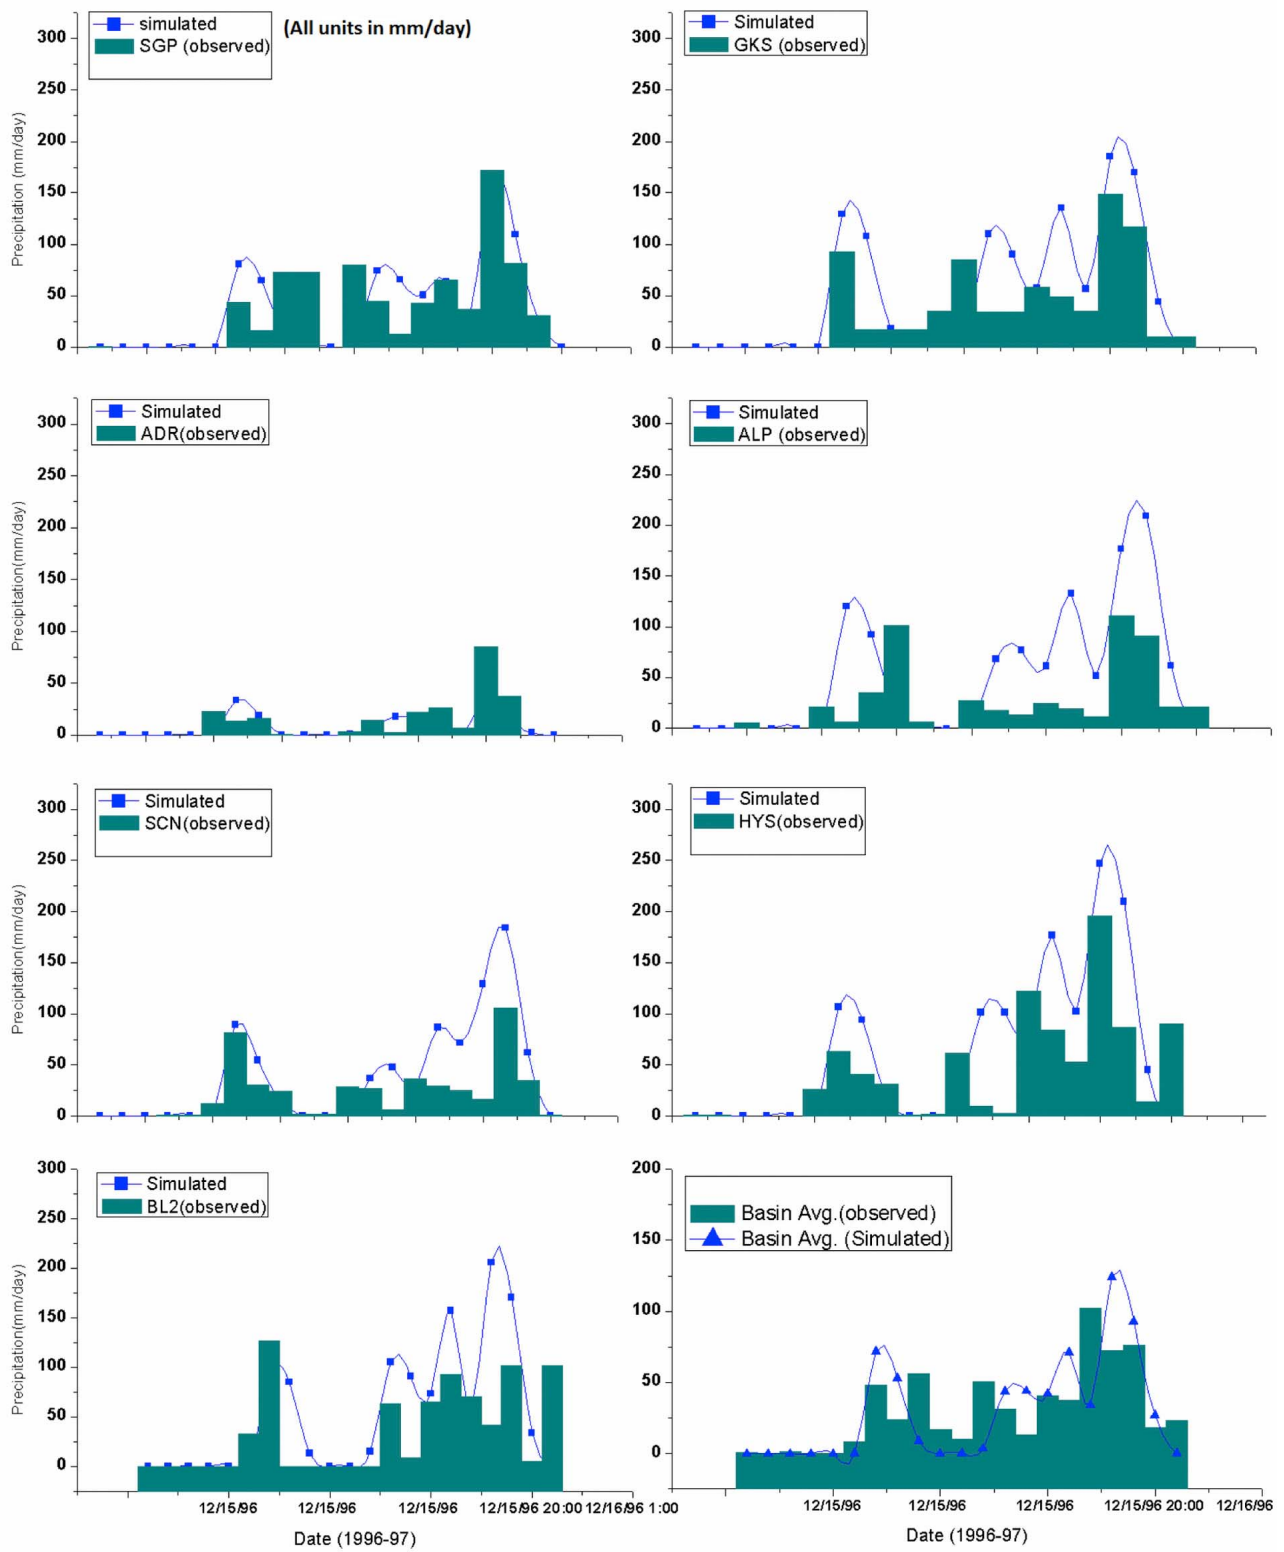 simulated
SGP (observed)
(All units in mm/day)
Simulated
GKS (observed)
300
250
200
150
100
50
0
Precipitation (mm/day)
300
250
200
150
100
50
0
Simulated
ADR(observed)
Simulated
ALP (observed)
300
250
200
150
100
50
0
Precipitation(mm/day)
300
250
200
150
100
50
0
Simulated
SCN(observed)
Simulated
HYS(observed)
300
250
200
150
100
50
0
Precipitation(mm/day)
300
250
200
150
100
50
0
Simulated
BL2(observed)
Basin Avg.(observed)
Basin Avg. (Simulated)
300
250
200
150
100
50
0
Precipitation(mm/day)
200
150
100
50
0
12/15/96 12/15/96 12/15/96 12/15/96 20:00 12/16/96 1:00
Date (1996-97)
12/15/96 12/15/96 12/15/96 12/15/96 20:00 12/16/96
Date (1996-97)